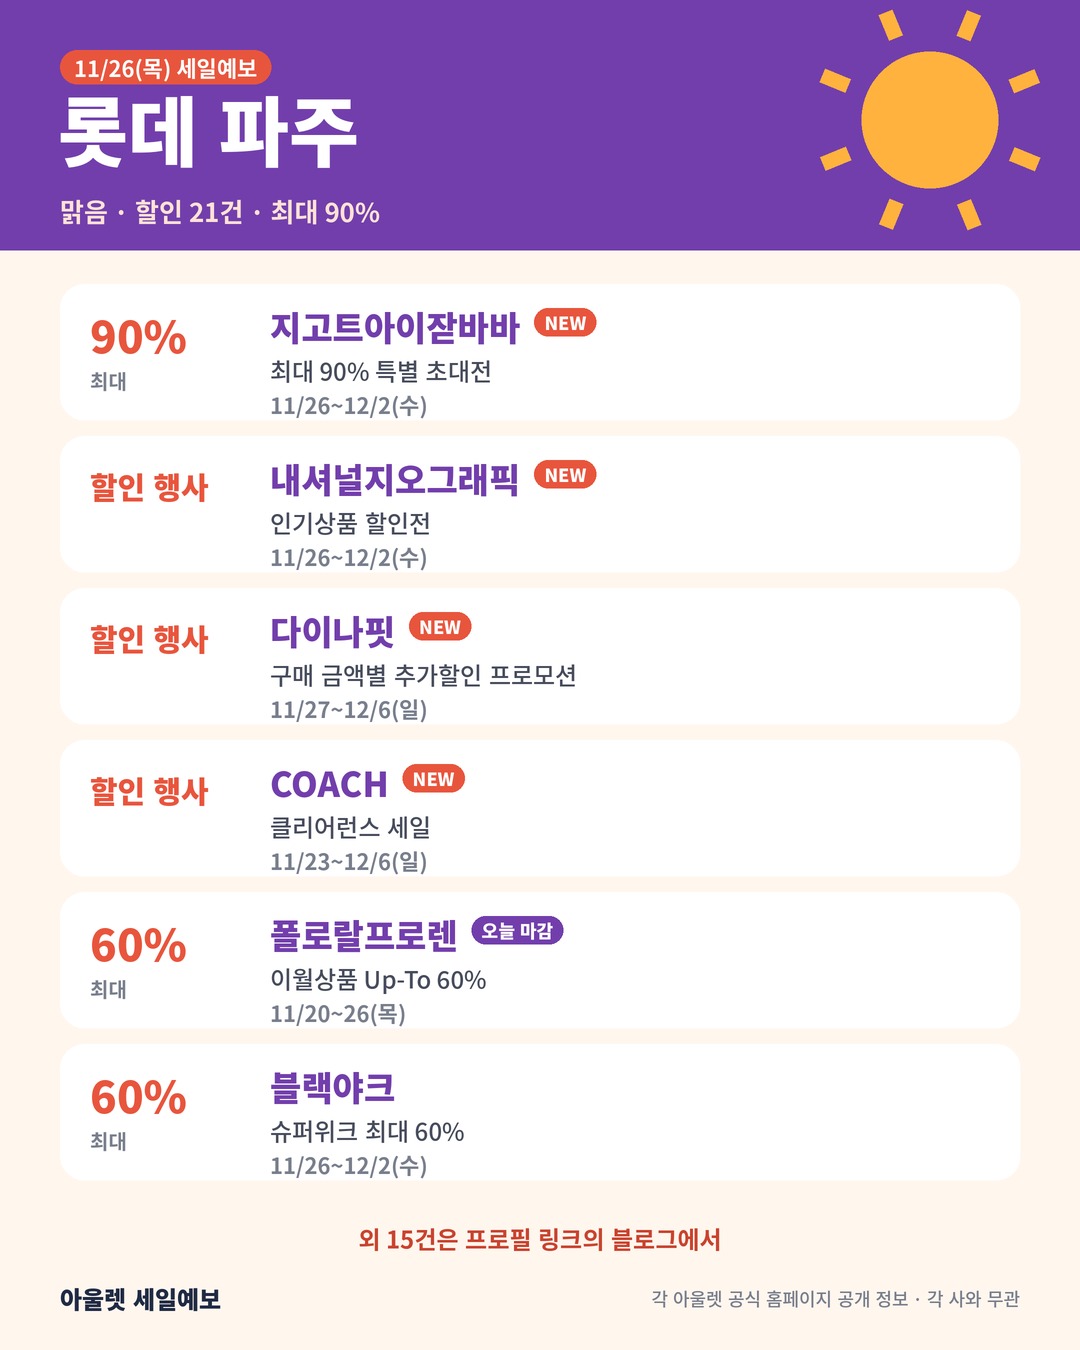 11/26(목) 세일예보
롯데 파주
맑음 · 할인 21건 · 최대 90%
90%
최대
지고트아이잗바바 NEW
최대 90% 특별 초대전
11/26~12/2(수)
할인 행사
내셔널지오그래픽 NEW
인기상품 할인전
11/26~12/2(수)
할인 행사
다이나핏 NEW
구매 금액별 추가할인 프로모션
11/27~12/6(일)
할인 행사
COACH NEW
클리어런스 세일
11/23~12/6(일)
60%
최대
폴로랄프로렌 오늘 마감
이월상품 Up-To 60%
11/20~26(목)
60%
최대
블랙야크
슈퍼위크 최대 60%
11/26~12/2(수)
외 15건은 프로필 링크의 블로그에서
아울렛 세일예보
각 아울렛 공식 홈페이지 공개 정보 · 각 사와 무관